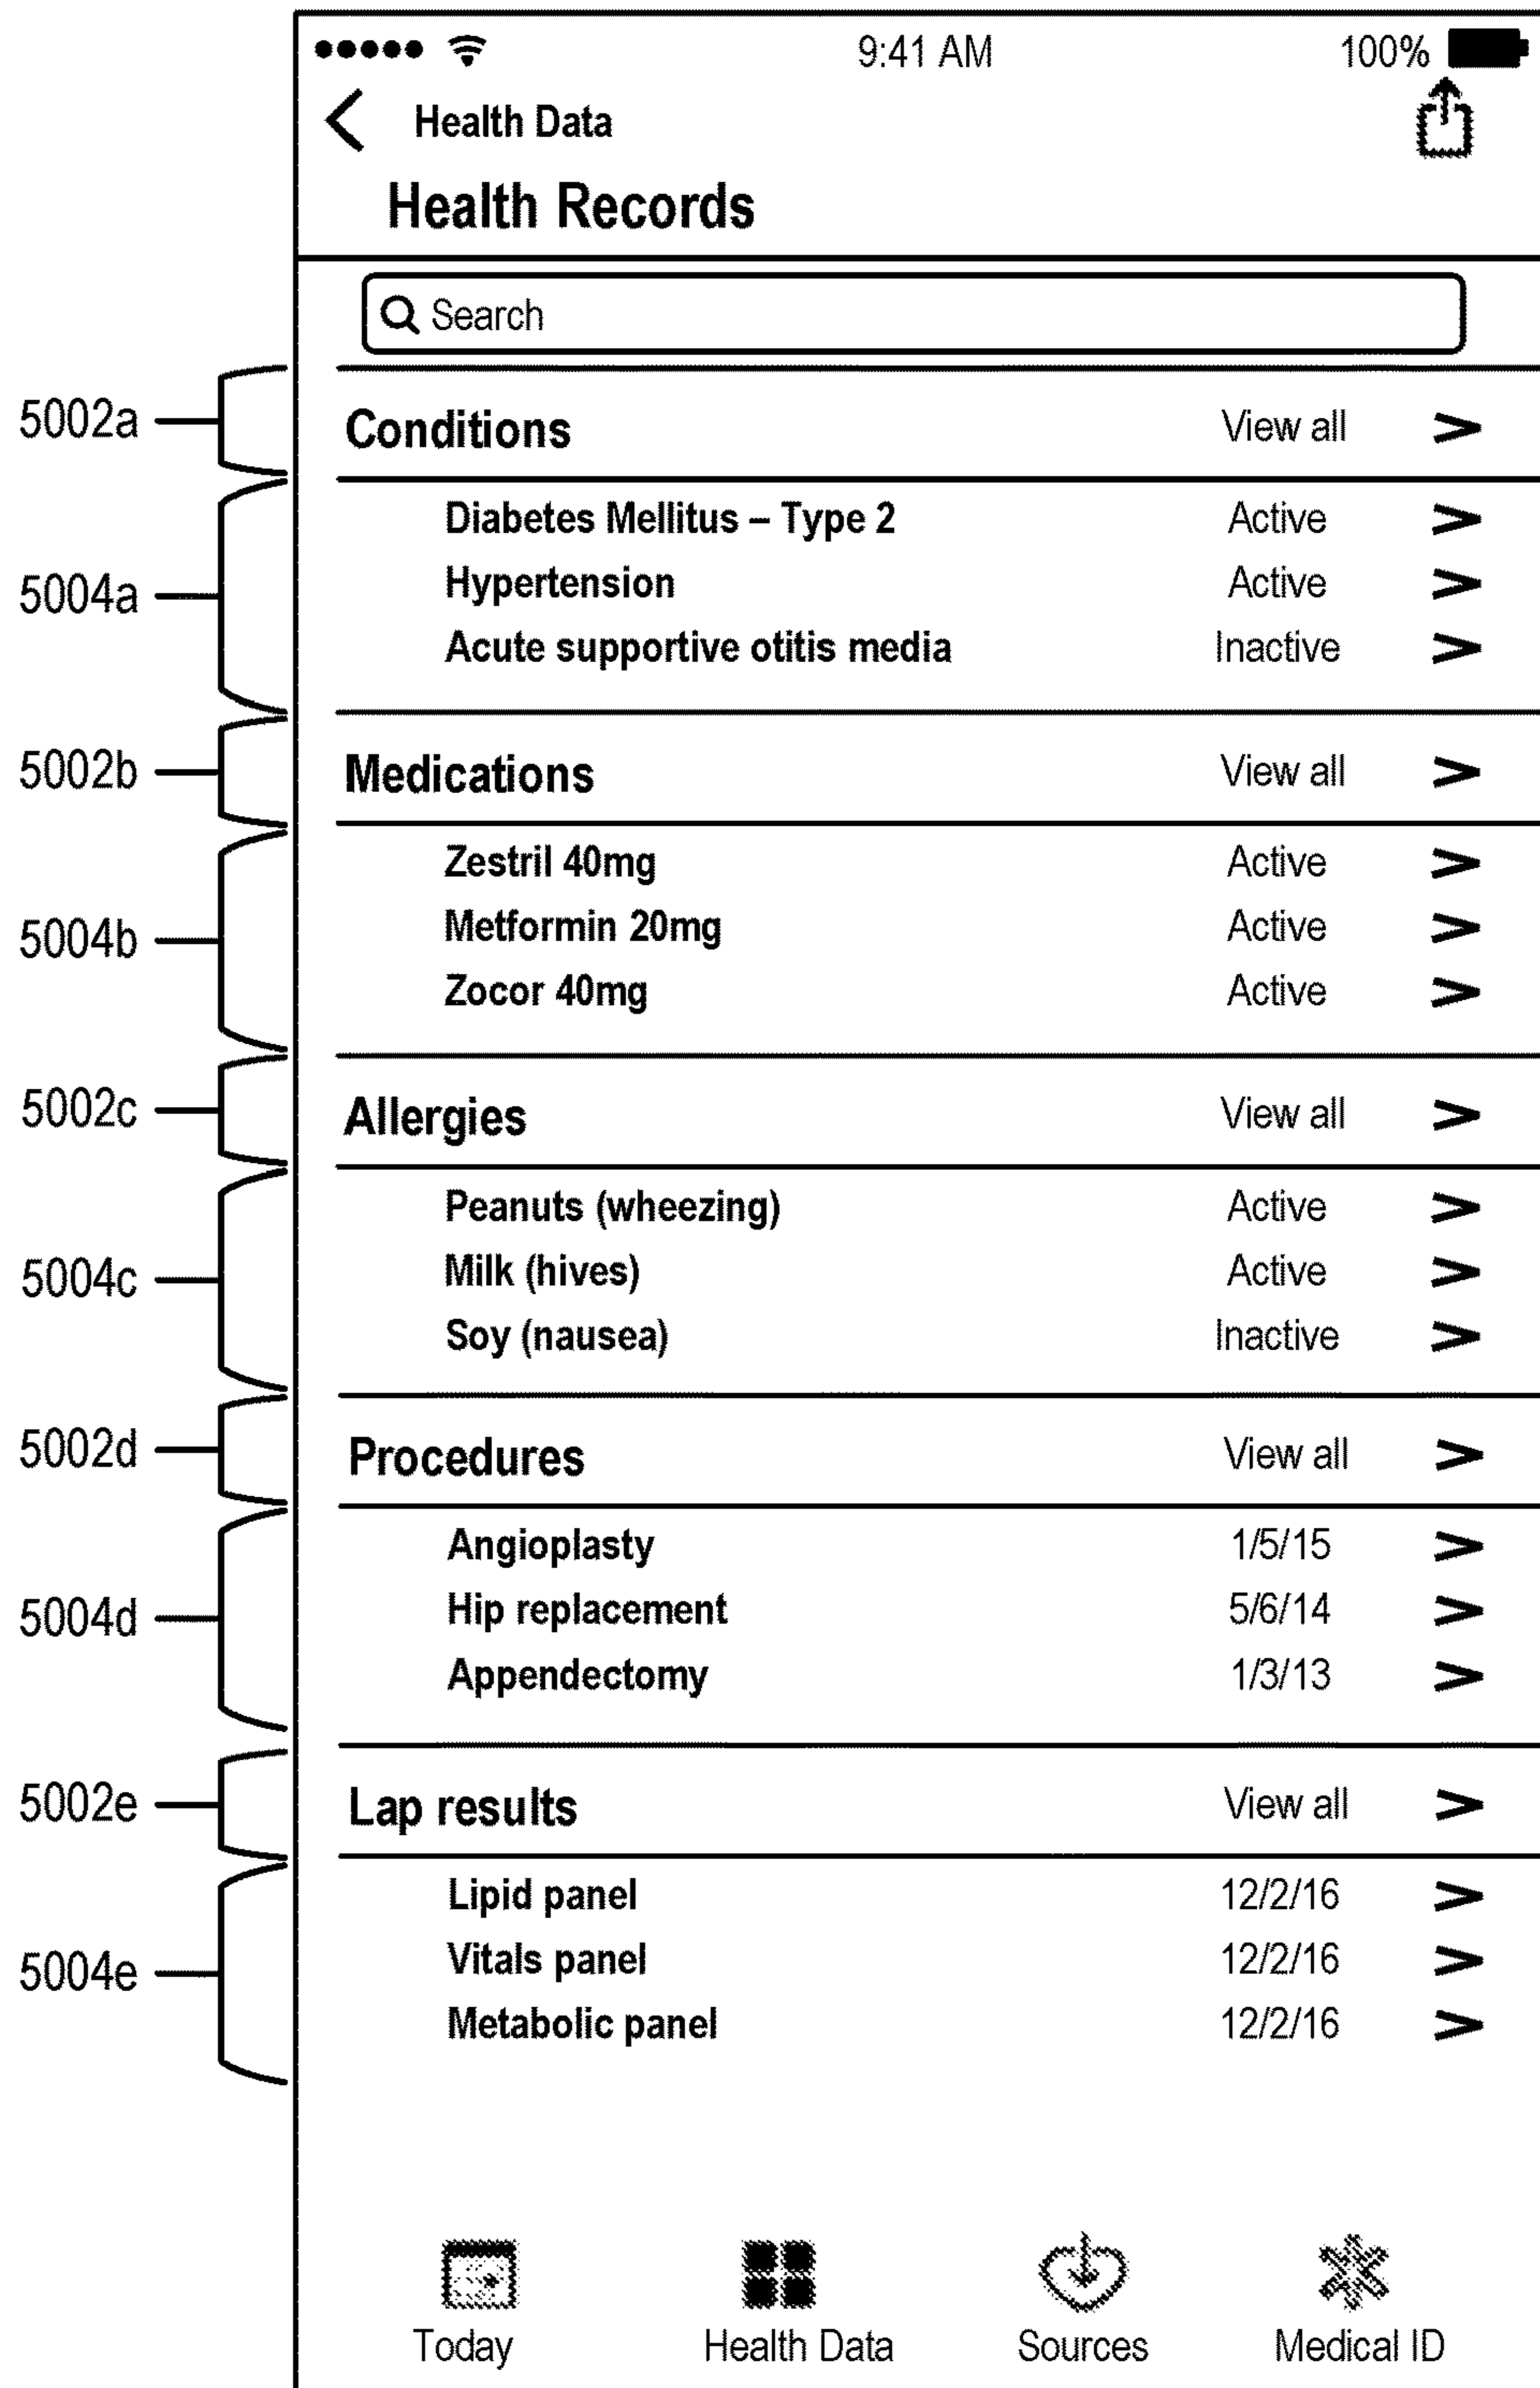 9:41 AM 100%
Health Data
Health Records
Search
5002a Conditions View all >
Diabetes Mellitus – Type 2 Active >
5004a Hypertension Active >
Acute supportive otitis media Inactive >
5002b Medications View all >
Zestril 40mg Active >
5004b Metformin 20mg Active >
Zocor 40mg Active >
5002c Allergies View all >
Peanuts (wheezing) Active >
5004c Milk (hives) Active >
Soy (nausea) Inactive >
5002d Procedures View all >
Angioplasty 1/5/15 >
5004d Hip replacement 5/6/14 >
Appendectomy 1/3/13 >
5002e Lap results View all >
Lipid panel 12/2/16 >
5004e Vitals panel 12/2/16 >
Metabolic panel 12/2/16 >
Today Health Data Sources Medical ID